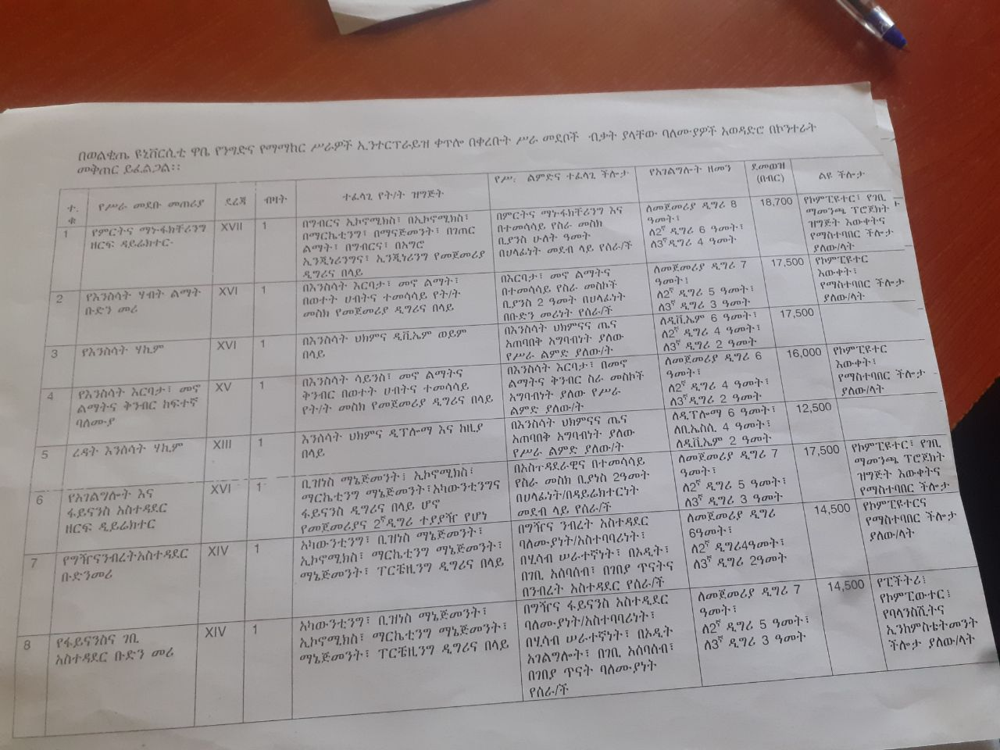 በወልቂጤ ዩኒቨርሲቲ ዋቤ የንግድና የማማከር ሥራዎች ኢንተርፕራይዝ ቀጥሎ በቀረቡት ሥራ መደቦች ብቃት ያላቸው ባለሙያዎች አወዳድሮ በኮንተራት
መቅጠር ይፈልጋል፡፡
ተ.ቁ
የሥራ መደቡ መጠሪያ
ደረጃ
ብዛት
ተፈላጊ የት/ት ዝግጅት
የሥ፡ ልምድና ተፈላጊ ችሎታ
የአገልግሎት ዘመን
ደመወዝ
(በብር)
ልዩ ችሎታ
1
የምርትና ማኑፋክቸሪንግ
ዘርፍ ዳይሬክተር
XVII
1
በግብርና ኢኮኖሚክስ፣ በኢኮኖሚክስ፣
በማርኬቲንግ፣ በማናጅመንት፣ በገጠር
ልማት፣ በግብርና፣ በአግሮ
ኢንጂነሪንግና፣ ኢንጂነሪንግ የመጀመሪያ
ዲግሪና በላይ
በምርትና ማኑፋክቸሪንግ እና
በተመሳሳይ የስራ መስክ
ቢያንስ ሁለት ዓመት
በሀላፊነት መደብ ላይ የሰራ/ች
ለመጀመሪያ ዲግሪ 8
ዓመት፣
ለ2ኛ ዲግሪ 6 ዓመት፣
ለ3ኛዲግሪ 4 ዓመት
18,700
የኮምፒዩተር፣ የገቢ
ማመንጫ ፕሮጀክት
ዝግጅት እውቀትና
የማስተባበር ችሎታ
ያለው/ላት
2
የእንስሳት ሃብት ልማት
ቡድን መሪ
XVI
1
በእንስሳት እርባታ፣ መኖ ልማት፣
በወተት ሀብትና ተመሳሳይ የት/ት
መስክ የመጀመሪያ ዲግሪና በላይ
በእርባታ፣ መኖ ልማትና
በተመሳሳይ የስራ መስኮች
ቢያንስ 2 ዓመት በሀላፊነት
በቡድን መሪነት የሰራ/ች
ለመጀመሪያ ዲግሪ 7
ዓመት፣
ለ2ኛ ዲግሪ 5 ዓመት፣
ለ3ኛ ዲግሪ 3 ዓመት
17,500
የኮምፒዩተር
እውቀት፣
የማስተባበር ችሎታ
ያለው/ላት
3
የእንስሳት ሃኪም
XVI
1
በእንስሳት ህክምና ዲቪኤም ወይም
በላይ
በእንስሳት ህክምናና ጤና
አጠባበቅ አግባብነት ያለው
የሥራ ልምድ ያለው/ት
ለዲቪኤም 6 ዓመት፣
ለ2ኛ ዲግሪ 4 ዓመት፣
ለ3ኛ ዲግሪ 2 ዓመት
17,500
4
የእንስሳት እርባታ፣ መኖ
ልማትና ቅንብር ከፍተኛ
ባለሙያ
XV
1
በእንስሳት ሳይንስ፣ መኖ ልማትና
ቅንብር በወተት ሀብትና ተመሳሳይ
የት/ት መስክ የመጀመሪያ ዲግሪና በላይ
በእንስሳት እርባታ፣ በመኖ
ልማትና ቅንብር ስራ መስኮች
አግባብነት ያለው የሥራ
ልምድ ያለው/ት
ለመጀመሪያ ዲግሪ 6
ዓመት፣
ለ2ኛ ዲግሪ 4 ዓመት፣
ለ3ኛዲግሪ 2 ዓመት
16,000
የኮምፒዩተር
እውቀት፣
የማስተባበር ችሎታ
ያለው/ላት
5
ረዳት እንስሳት ሃኪም
XIII
1
እንስሳት ህክምና ዲፕሎማ እና ከዚያ
በላይ
በእንስሳት ህክምናና ጤና
አጠባበቅ አግባብነት ያለው
የሥራ ልምድ ያለው/ት
ለዲፕሎማ 6 ዓመት፣
ለቢ.ኤስሲ 4 ዓመት፣
ለዲቪኤም 2 ዓመት
12,500
6
የአገልግሎት እና
ፋይናንስ አስተዳደር
ዘርፍ ዲይሬክተር
XVI
1
ቢዝነስ ማኔጅመንት፤ ኢኮኖሚክስ፣
ማርኬቲንግ ማኔጅመንት፣አካውንቲንግና
ፋይናንስ ዲግሪና በላይ ሆኖ
የመጀመሪያና 2ኛዲግሪ ተያያዥ የሆነ
በአስተዳደራዊና በተመሳሳይ
የስራ መስክ ቢያነስ 2ዓመት
በሀላፊነት/በዳይሬክተርነት
መደብ ላይ የሰራ/ች
ለመጀመሪያ ዲግሪ 7
ዓመት፣
ለ2ኛ ዲግሪ 5 ዓመት፣
ለ3ኛ ዲግሪ 3 ዓመት
17,500
የኮምፒዩተር፣ የገቢ
ማመንጫ ፕሮጀክት
ዝግጅት እውቀትና
የማስተባበር ችሎታ
7
የግዥናንብረትአስተዳደር
ቡድንመሪ
XIV
1
አካውንቲንግ፣ ቢዝነስ ማኔጅመንት፣
ኢኮኖሚክስ፣ ማርኬቲንግ ማኔጅመንት፣
ማኔጅመንት፣ ፐርቼዚንግ ዲግሪና በላይ
በግዥና ንብረት አስተዳደር
ባለሙያነት/አስተባባሪነት፣
በሂሳብ ሠራተኛነት፣ በኦዲት፣
በገቢ አሰባሰብ፣ በገበያ ጥናትና
በንብረት አስተዳደር የሰራ/ች
ለመጀመሪያ ዲግሪ
6ዓመት፣
ለ2ኛ ዲግሪ4ዓመት፣
ለ3ኛ ዲግሪ 2ዓመት
14,500
የኮምፒዩተርና
የማስተባበር ችሎታ
ያለው/ላት
8
የፋይናንስና ገቢ
አስተዳደር ቡድን መሪ
XIV
1
አካውንቲንግ፣ ቢዝነስ ማኔጅመንት፣
ኢኮኖሚክስ፣ ማርኬቲንግ ማኔጅመንት፣
ማኔጅመንት፣ ፐርቼዚንግ ዲግሪና በላይ
በግዥና ፋይናንስ አስተዲደር
ባለሙያነት/አስተባባሪነት፣
በሂሳብ ሠራተኛነት፣ በኦዲት
አገልግሎት፣ በገቢ አሰባሰብ፣
በገበያ ጥናት ባለሙያነት
የሰራ/ች
ለመጀመሪያ ዲግሪ 7
ዓመት፣
ለ2ኛ ዲግሪ 5 ዓመት፣
ለ3ኛ ዲግሪ 3 ዓመት
14,500
የፒችትሪ፤
የኮምፒውተር፤
የባላንስሽትና
ኢንከምስቴትመንት
ችሎታ ያለው/ላት